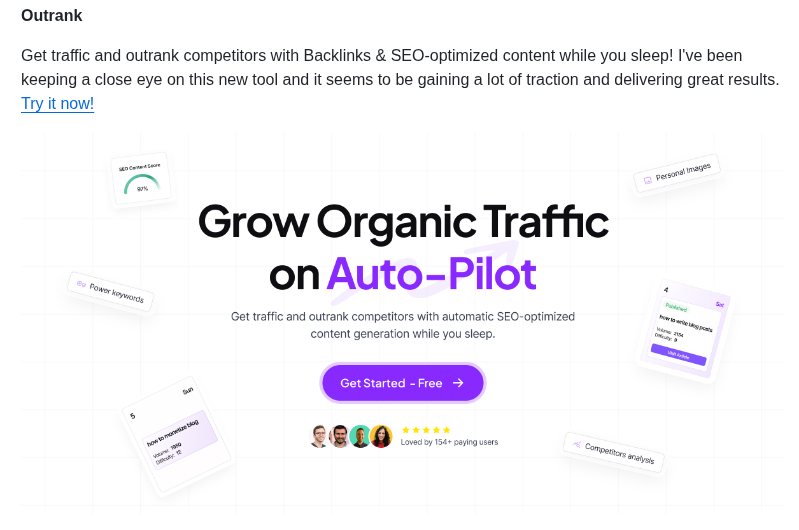 Outrank
Get traffic and outrank competitors with Backlinks & SEO-optimized content while you sleep! I've been
keeping a close eye on this new tool and it seems to be gaining a lot of traction and delivering great results.
Try it now!
SEO Content Score
97%
Personal Images
Grow Organic Traffic
on Auto-Pilot
Power keywords
Get traffic and outrank competitors with automatic SEO-optimized
content generation while you sleep.
4
Sat
Published
how to write blog posts
Volume: 2154
Difficulty: 9
Visit Article
Get Started - Free
5
Sun
how to monetize blog
Volume: 1980
Difficulty: 12
Loved by 154+ paying users
Competitors analysis